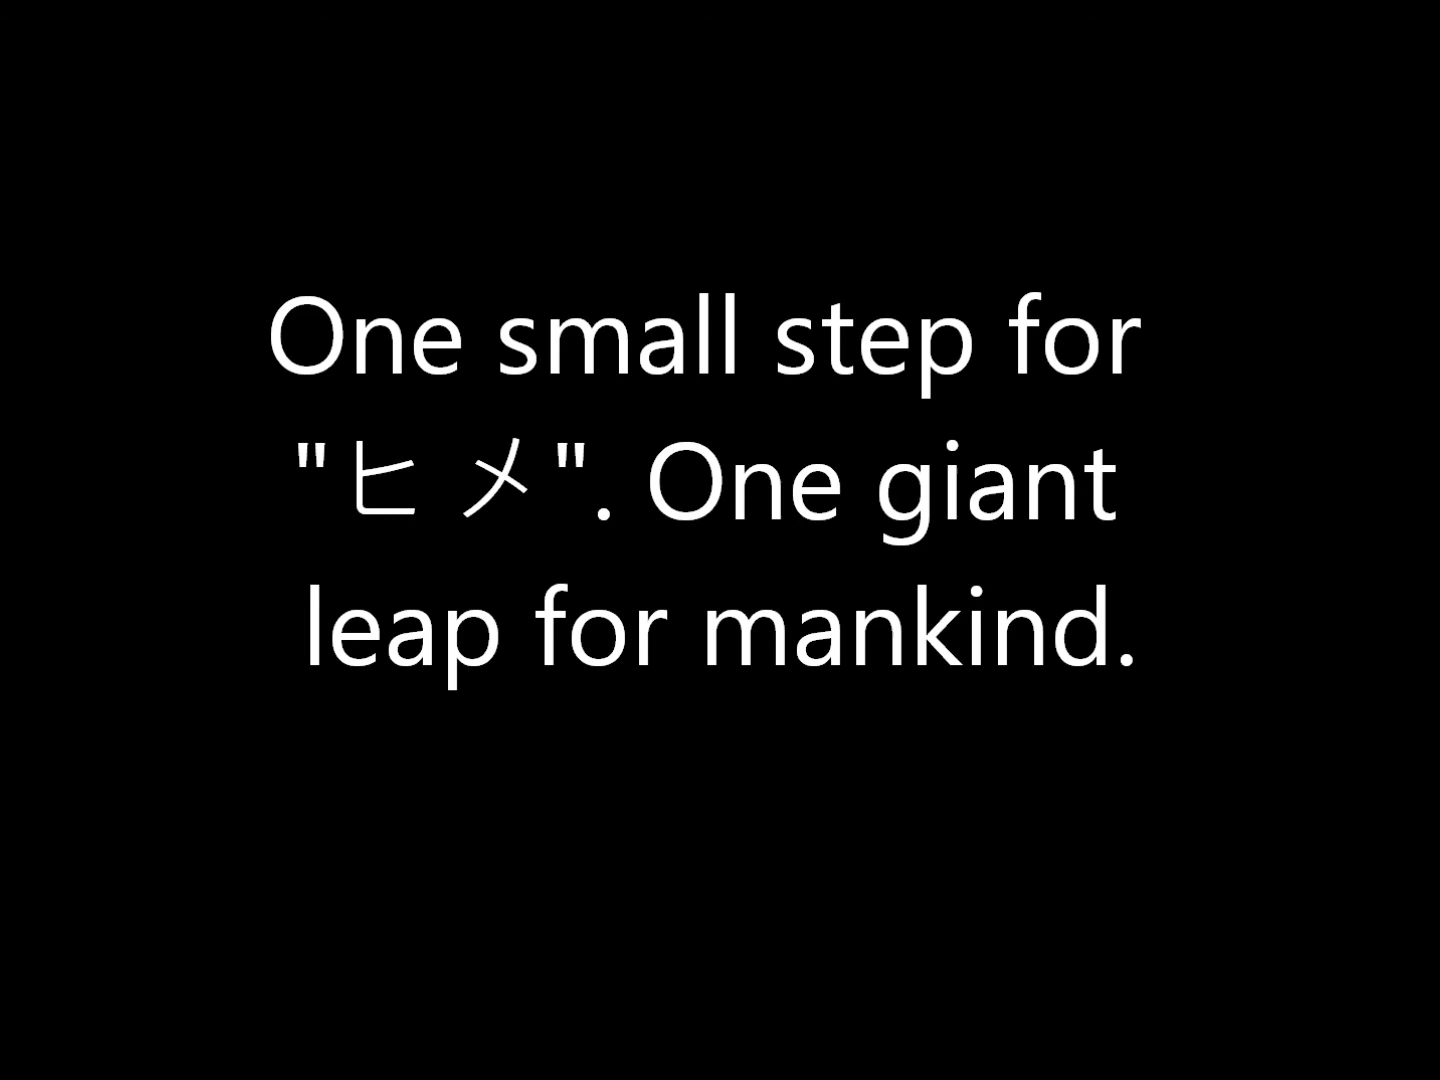 One small step for
"ヒメ". One giant
leap for mankind.